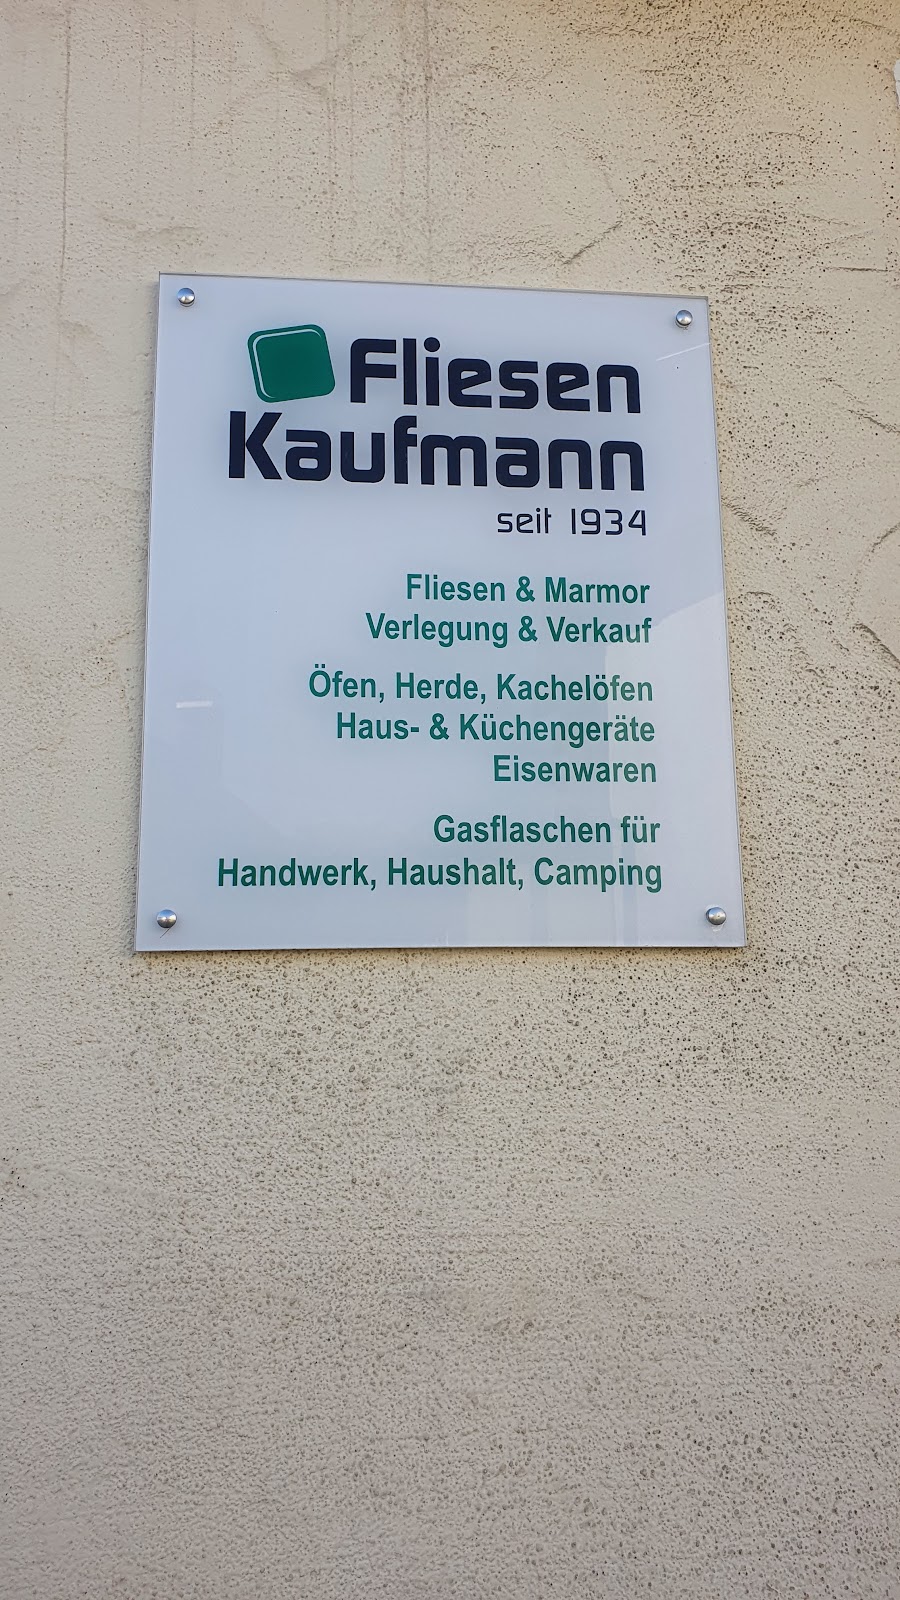 Fliesen
Kaufmann
seit 1934
Fliesen & Marmor
Verlegung & Verkauf
Öfen, Herde, Kachelöfen
Haus- & Küchengeräte
Eisenwaren
Gasflaschen für
Handwerk, Haushalt, Camping